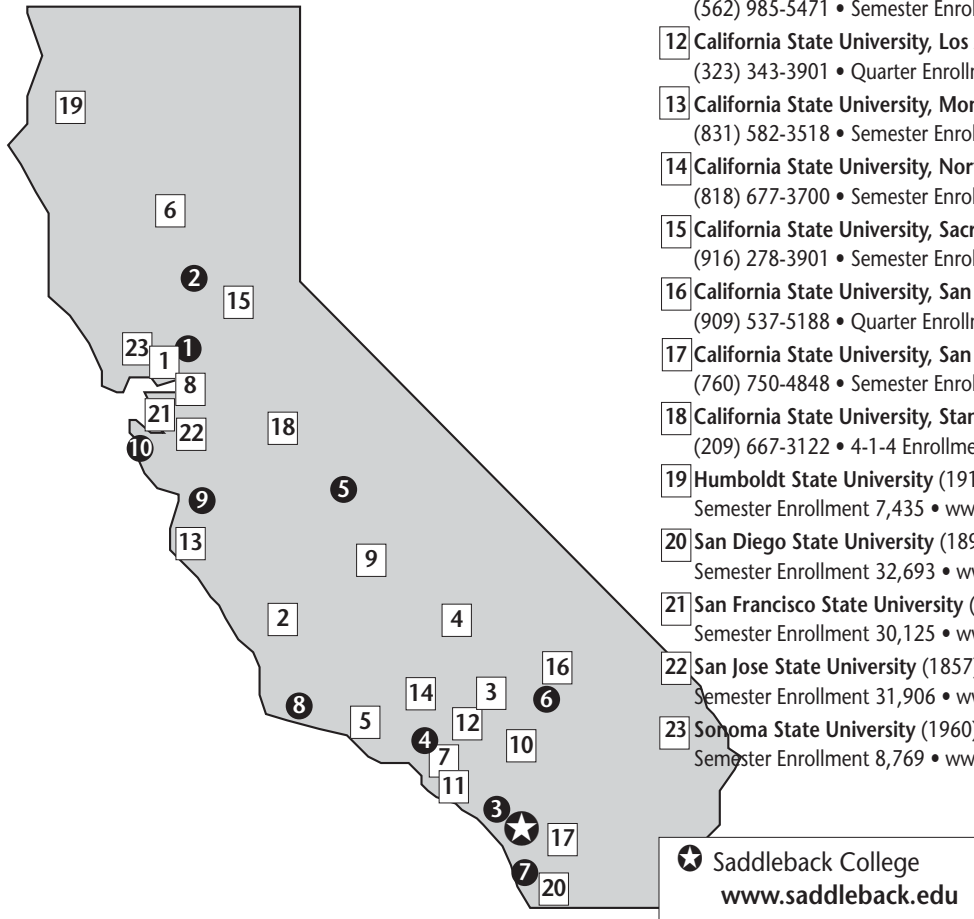 19
6
2
15
23
1
1
8
21
22
18
10
5
9
13
9
2
4
16
14
3
6
8
5
12
4
10
7
11
3
17
7
20
(562) 985-5471 • Semester Enrol
12 California State University, Los
(323) 343-3901 • Quarter Enroll
13 California State University, Mon
(831) 582-3518 • Semester Enrol
14 California State University, Nor
(818) 677-3700 • Semester Enrol
15 California State University, Sacr
(916) 278-3901 • Semester Enrol
16 California State University, San
(909) 537-5188 • Quarter Enroll
17 California State University, San
(760) 750-4848 • Semester Enrol
18 California State University, Stan
(209) 667-3122 • 4-1-4 Enrollme
19 Humboldt State University (191
Semester Enrollment 7,435 • ww
20 San Diego State University (189
Semester Enrollment 32,693 • w
21 San Francisco State University (
Semester Enrollment 30,125 • w
22 San Jose State University (1857)
Semester Enrollment 31,906 • w
23 Sonoma State University (1960)
Semester Enrollment 8,769 • ww
Saddleback College
www.saddleback.edu